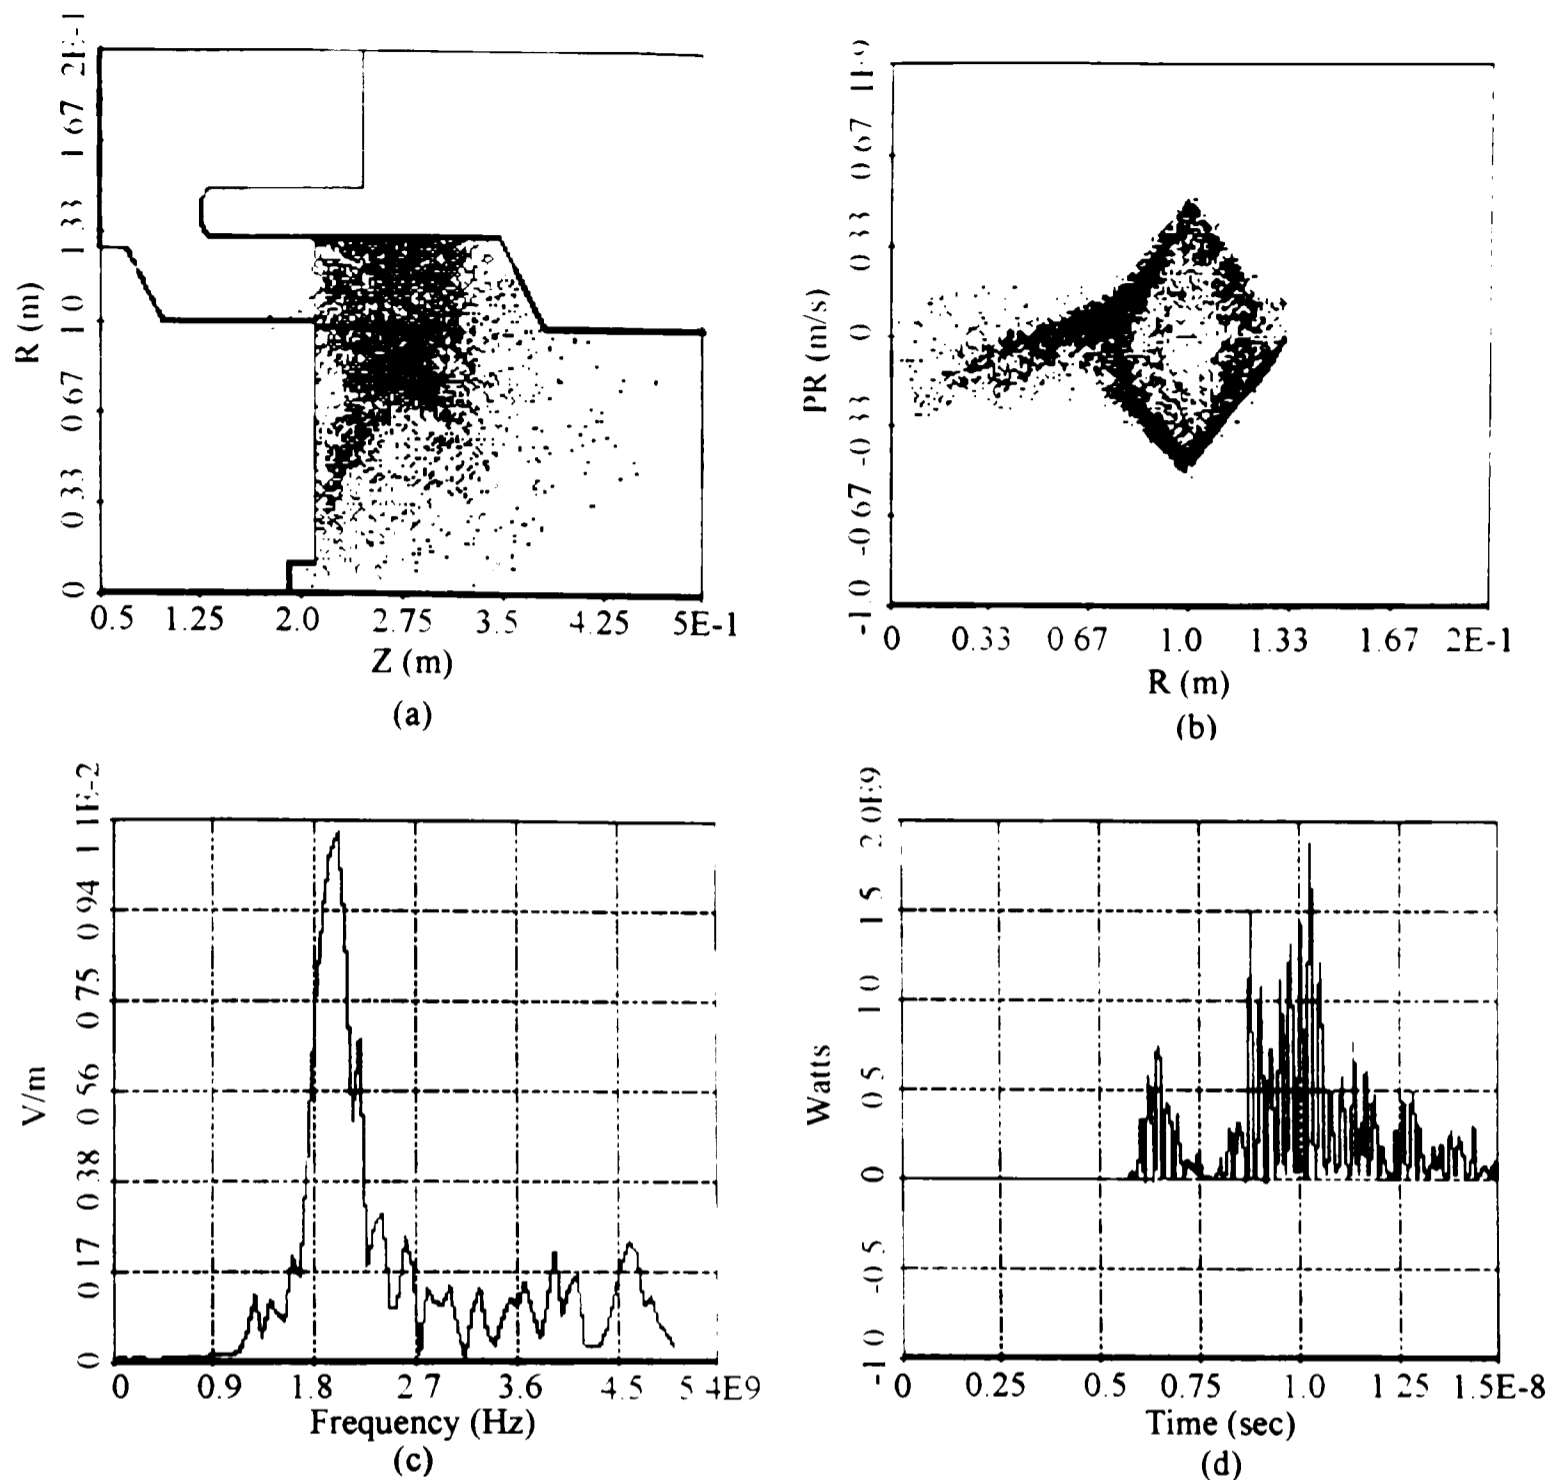 2E-1
1 67
1 33
1 0
0 67
0 33
0
R (m)
0.5 1.25 2.0 2.75 3.5 4.25 5E-1
Z (m)
(a)
0 67
0 33
0
-0 33
-0 67
-1 0
PR (m/s)
0 0.33 0 67 1.0 1.33 1.67 2E-1
R (m)
(b)
1 1E-2
0 94
0 75
0 56
0 38
0 17
0
V/m
0 0.9 1.8 2 7 3.6 4.5 5 4E9
Frequency (Hz)
(c)
2 0E9
1 5
1 0
0 5
0
-0 5
-1 0
Watts
0 0.25 0.5 0.75 1.0 1 25 1.5E-8
Time (sec)
(d)